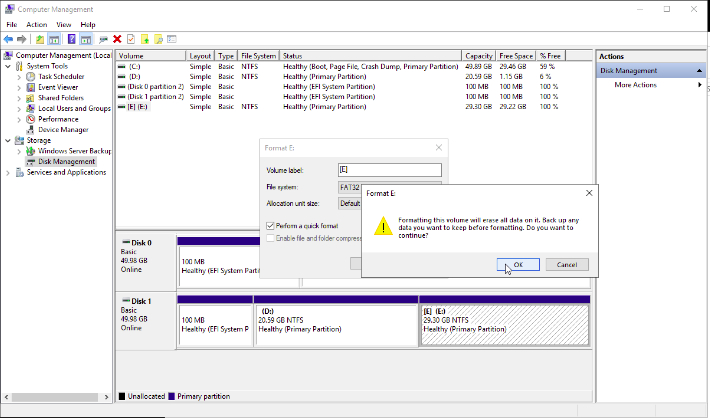 Computer Management
File Action View Help
Computer Management (Local
System Tools
Task Scheduler
Event Viewer
Shared Folders
Local Users and Groups
Performance
Device Manager
Storage
Windows Server Backup
Disk Management
Services and Applications
Volume Layout Type File System Status Capacity Free Space % Free
(C:) Simple Basic NTFS Healthy (Boot, Page File, Crash Dump, Primary Partition) 49.89 GB 29.46 GB 59 %
(D:) Simple Basic NTFS Healthy (Primary Partition) 20.59 GB 1.15 GB 6 %
(Disk 0 partition 2) Simple Basic Healthy (EFI System Partition) 100 MB 100 MB 100 %
(Disk 1 partition 2) Simple Basic Healthy (EFI System Partition) 100 MB 100 MB 100 %
[E] (E:) Simple Basic NTFS Healthy (Primary Partition) 29.30 GB 29.22 GB 100 %
Actions
Disk Management
More Actions
Format E:
Volume label: [E]
File system: FAT32
Allocation unit size: Default
Perform a quick format
Enable file and folder compress
Format E:
Formatting this volume will erase all data on it. Back up any
data you want to keep before formatting. Do you want to
continue?
OK Cancel
Disk 0
Basic
49.98 GB
Online
100 MB
Healthy (EFI System Partit
Disk 1
Basic
49.98 GB
Online
100 MB
Healthy (EFI System P
(D:)
20.59 GB NTFS
Healthy (Primary Partition)
[E] (E:)
29.30 GB NTFS
Healthy (Primary Partition)
Unallocated Primary partition